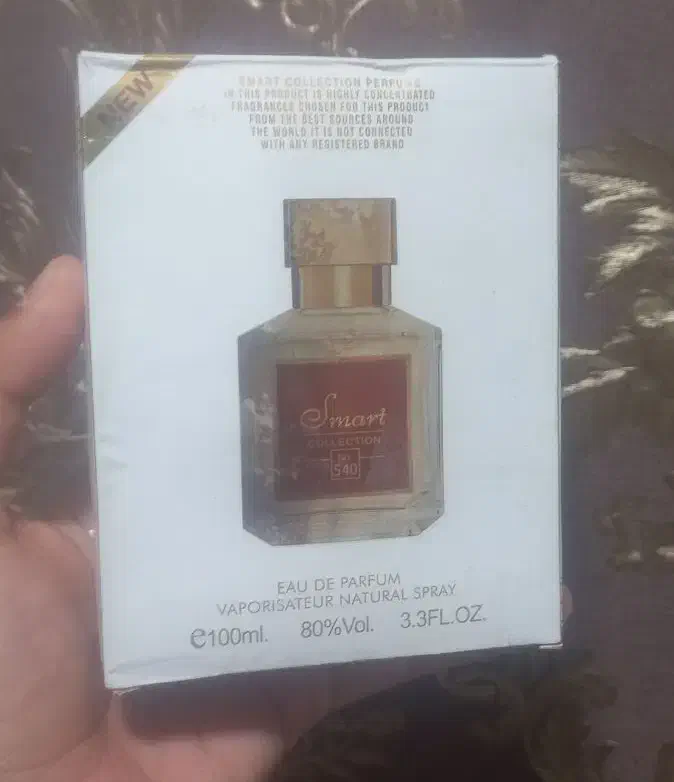 NEW
SMART COLLECTION PERFUME
IN THIS PRODUCT IS HIGHLY CONCENTRATED
FRAGRANCES CHOSEN FOR THIS PRODUCT
FROM THE BEST SOURCES AROUND
THE WORLD IT IS NOT CONNECTED
WITH ANY REGISTERED BRAND
Smart
COLLECTION
NO.
540
EAU DE PARFUM
VAPORISATEUR NATURAL SPRAY
e100ml. 80%Vol. 3.3FL.OZ.